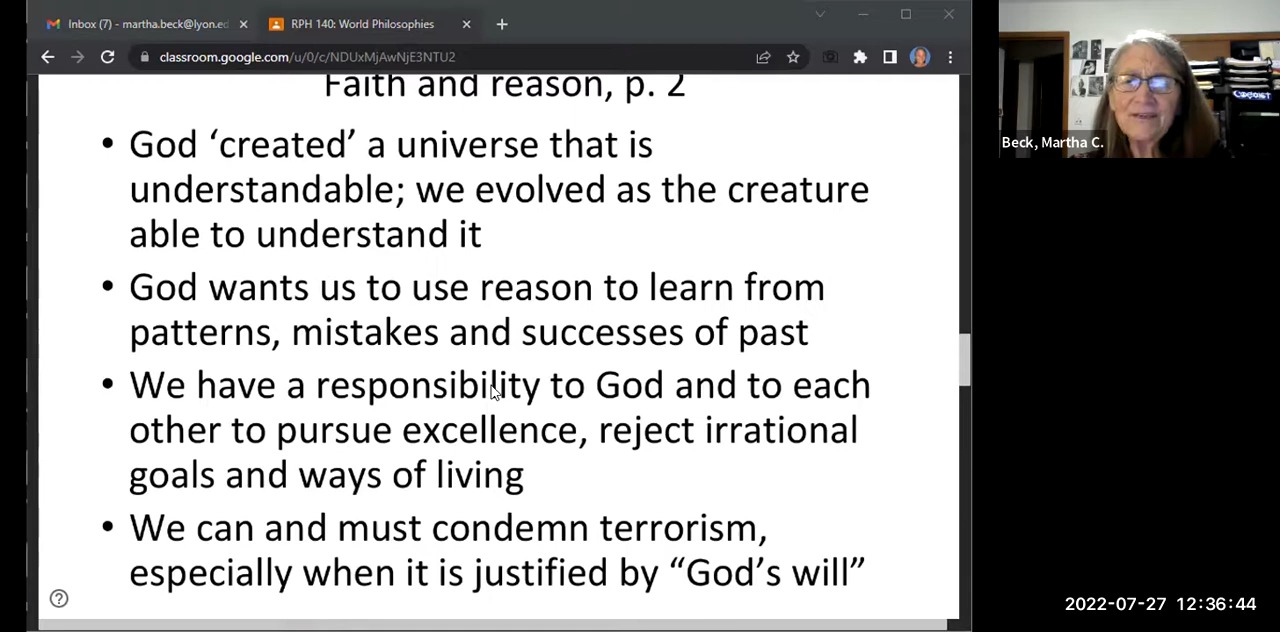 Inbox (7) - martha.beck@lyon.ed
RPH 140: World Philosophies
classroom.google.com/u/0/c/NDUxMjAwNjE3NTU2
Faith and reason, p. 2
• God ‘created’ a universe that is
understandable; we evolved as the creature
able to understand it
• God wants us to use reason to learn from
patterns, mistakes and successes of past
• We have a responsibility to God and to each
other to pursue excellence, reject irrational
goals and ways of living
• We can and must condemn terrorism,
especially when it is justified by “God’s will”
Beck, Martha C.
2022-07-27 12:36:44